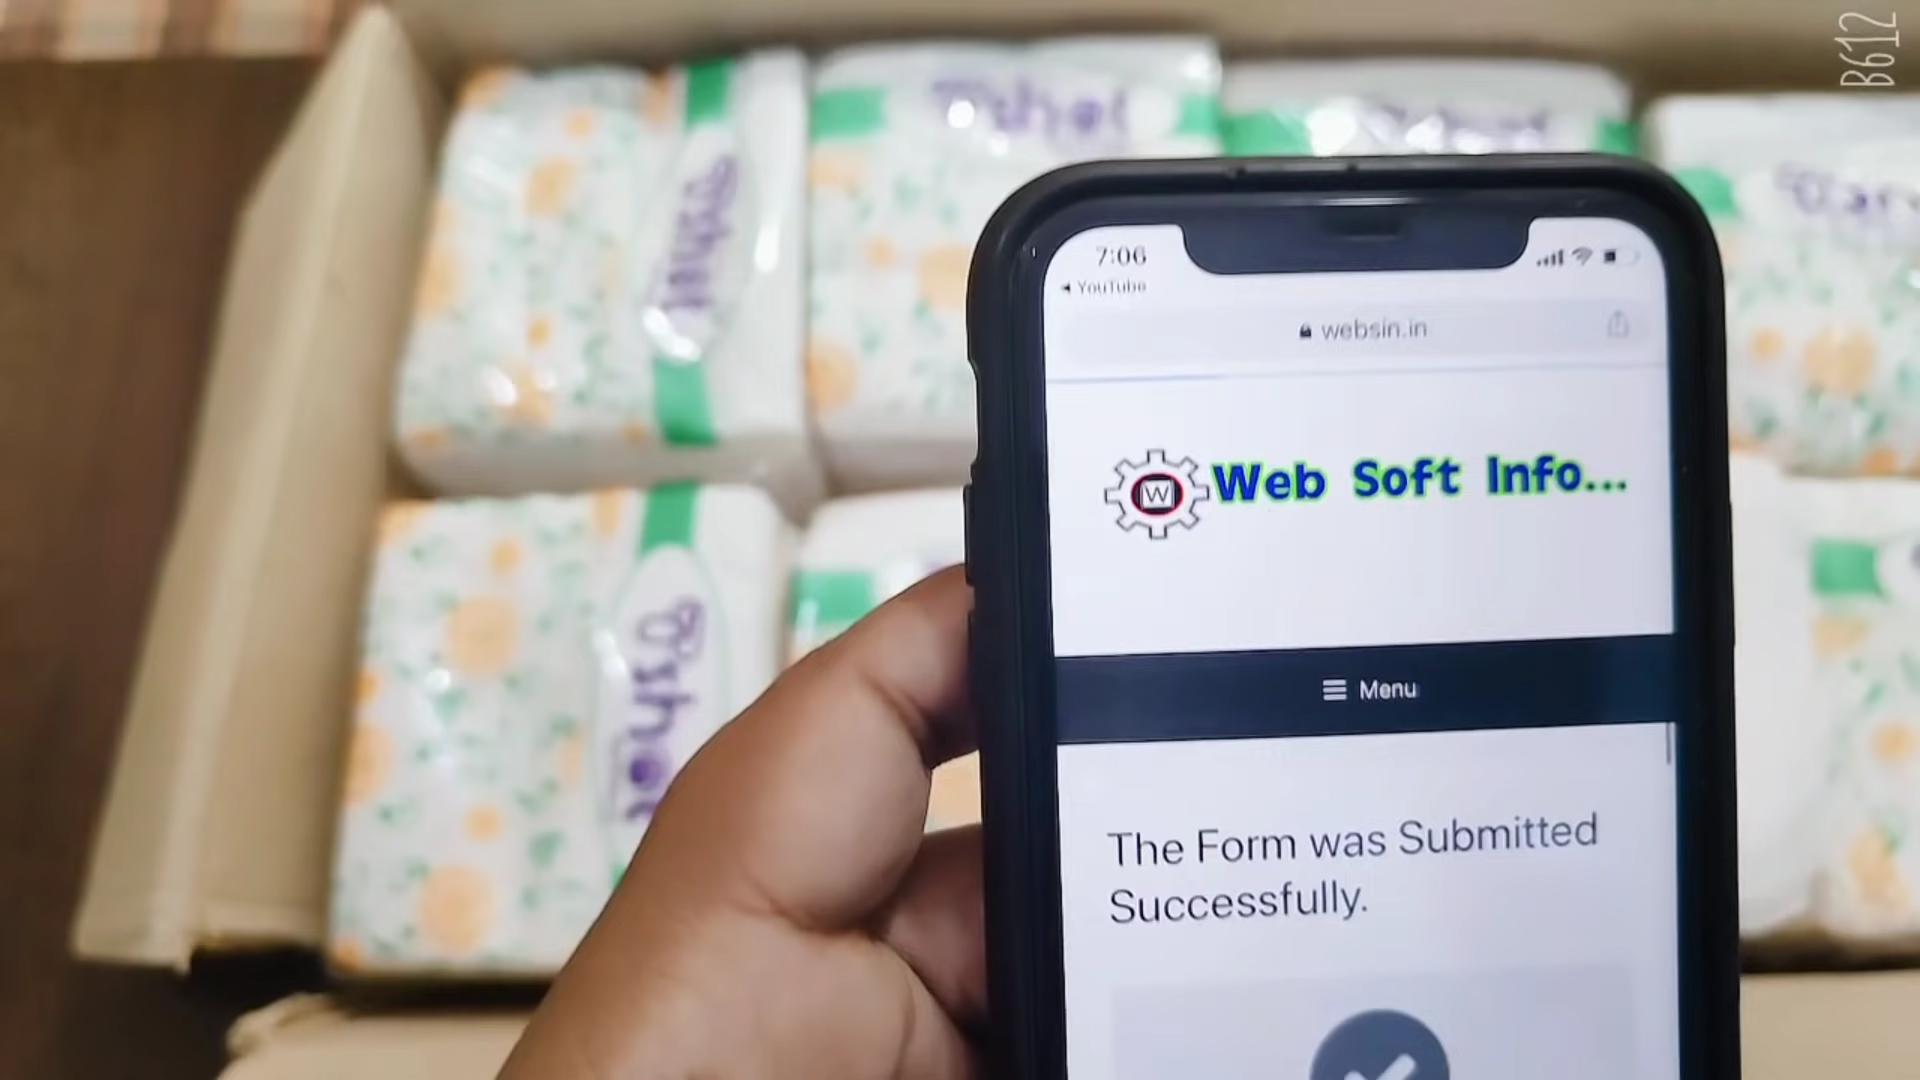 B612
7:06
◄ YouTube
websin.in
W
Web Soft Info...
Menu
The Form was Submitted
Successfully.